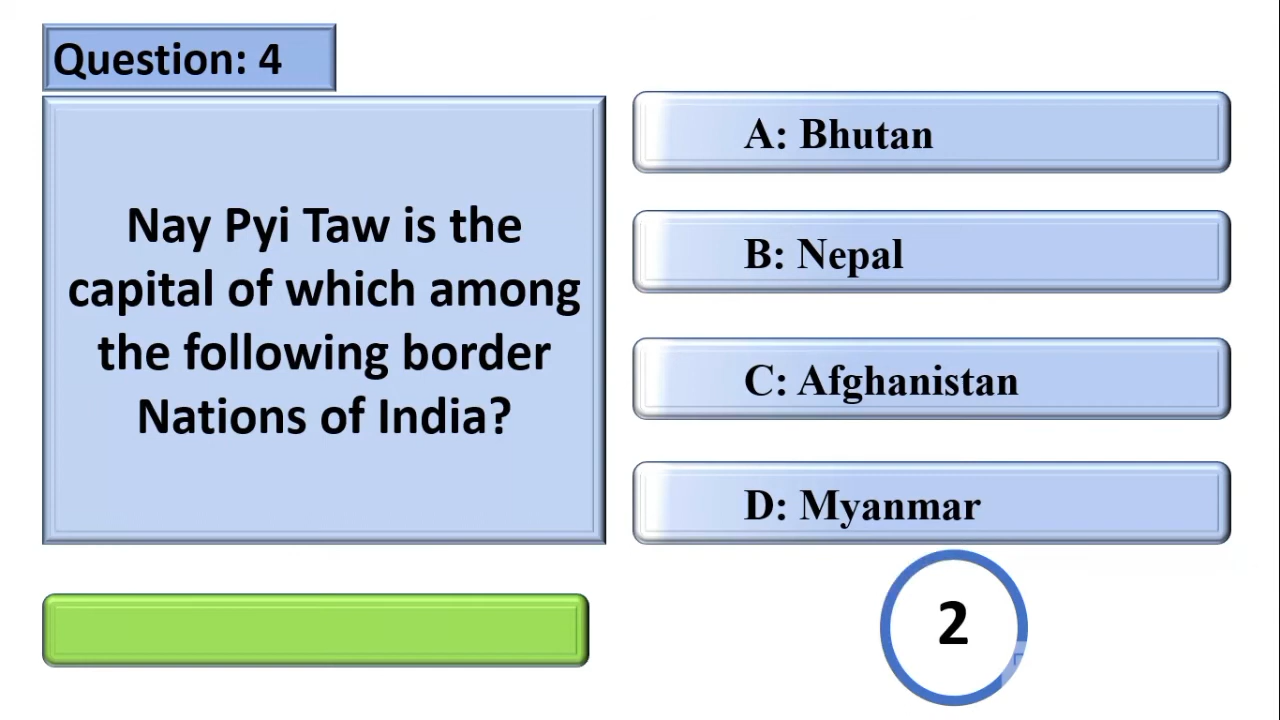 Question: 4
Nay Pyi Taw is the
capital of which among
the following border
Nations of India?
A: Bhutan
B: Nepal
C: Afghanistan
D: Myanmar
2